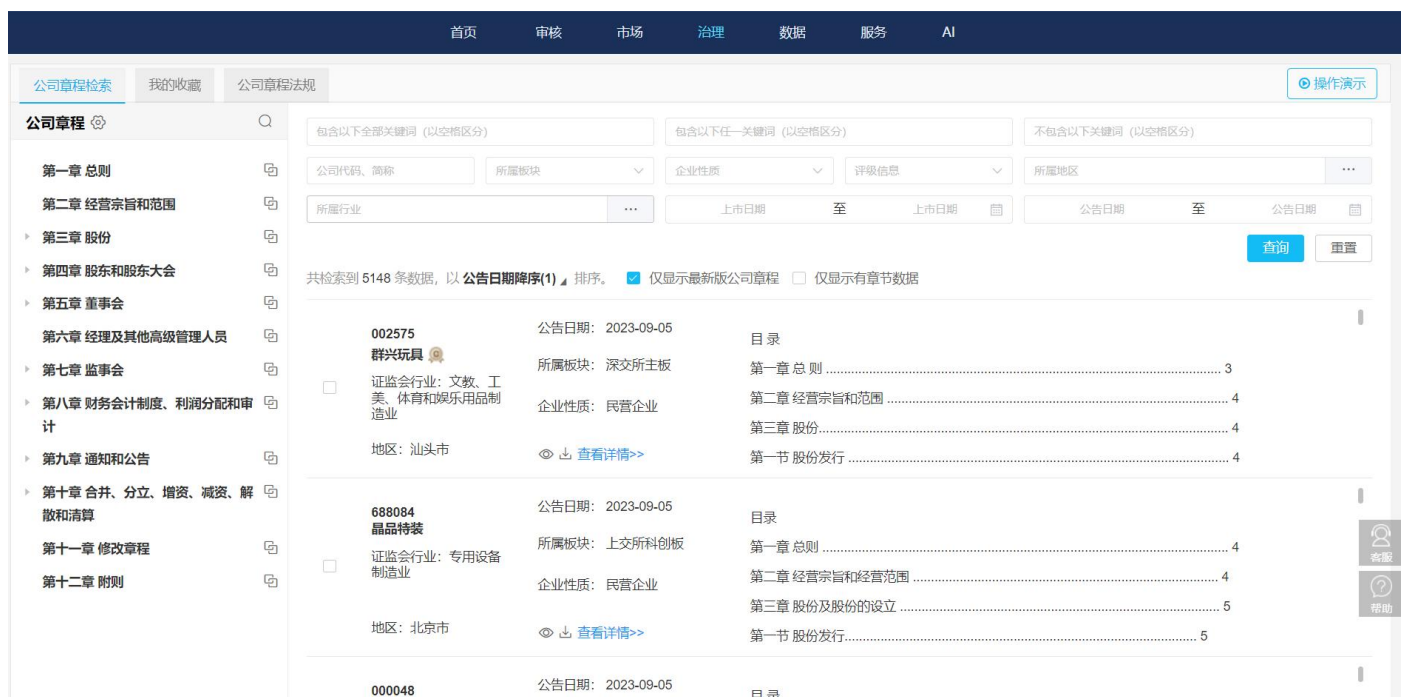 首页 审核 市场 治理 数据 服务 AI
公司章程检索 我的收藏 公司章程法规 操作演示
公司章程
第一章 总则
第二章 经营宗旨和范围
第三章 股份
第四章 股东和股东大会
第五章 董事会
第六章 经理及其他高级管理人员
第七章 监事会
第八章 财务会计制度、利润分配和审
计
第九章 通知和公告
第十章 合并、分立、增资、减资、解
散和清算
第十一章 修改章程
第十二章 附则
包含以下全部关键词（以空格区分） 包含以下任一关键词（以空格区分） 不包含以下关键词（以空格区分）
公司代码、简称 所属板块 企业性质 评级信息 所属地区 ...
所属行业 ... 上市日期 至 上市日期 公告日期 至 公告日期
查询 重置
共检索到 5148 条数据，以 公告日期降序(1) 排序。 仅显示最新版公司章程 仅显示有章节数据
002575
群兴玩具
证监会行业：文教、工
美、体育和娱乐用品制
造业
地区：汕头市
公告日期： 2023-09-05
所属板块： 深交所主板
企业性质： 民营企业
查看详情>>
目录
第一章 总 则 ........ 3
第二章 经营宗旨和范围 ........ 4
第三章 股份........ 4
第一节 股份发行 ........ 4
688084
晶品特装
证监会行业：专用设备
制造业
地区：北京市
公告日期： 2023-09-05
所属板块： 上交所科创板
企业性质： 民营企业
查看详情>>
目录
第一章 总则 ........ 4
第二章 经营宗旨和经营范围 ........ 4
第三章 股份及股份的设立 ........ 5
第一节 股份发行........ 5
000048
公告日期： 2023-09-05
目录
客服
帮助